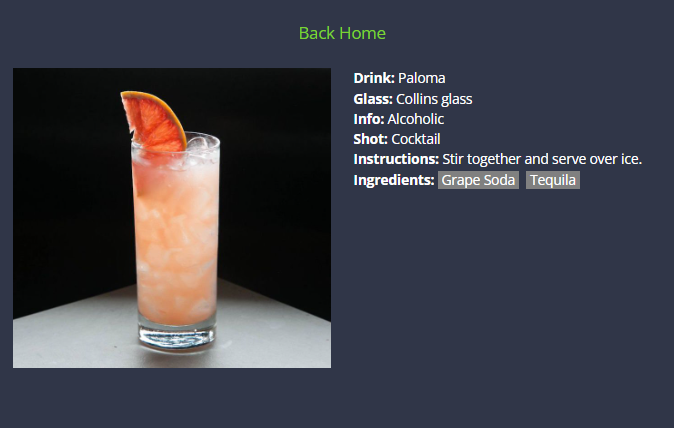 Back Home
Drink: Paloma
Glass: Collins glass
Info: Alcoholic
Shot: Cocktail
Instructions: Stir together and serve over ice.
Ingredients: Grape Soda Tequila